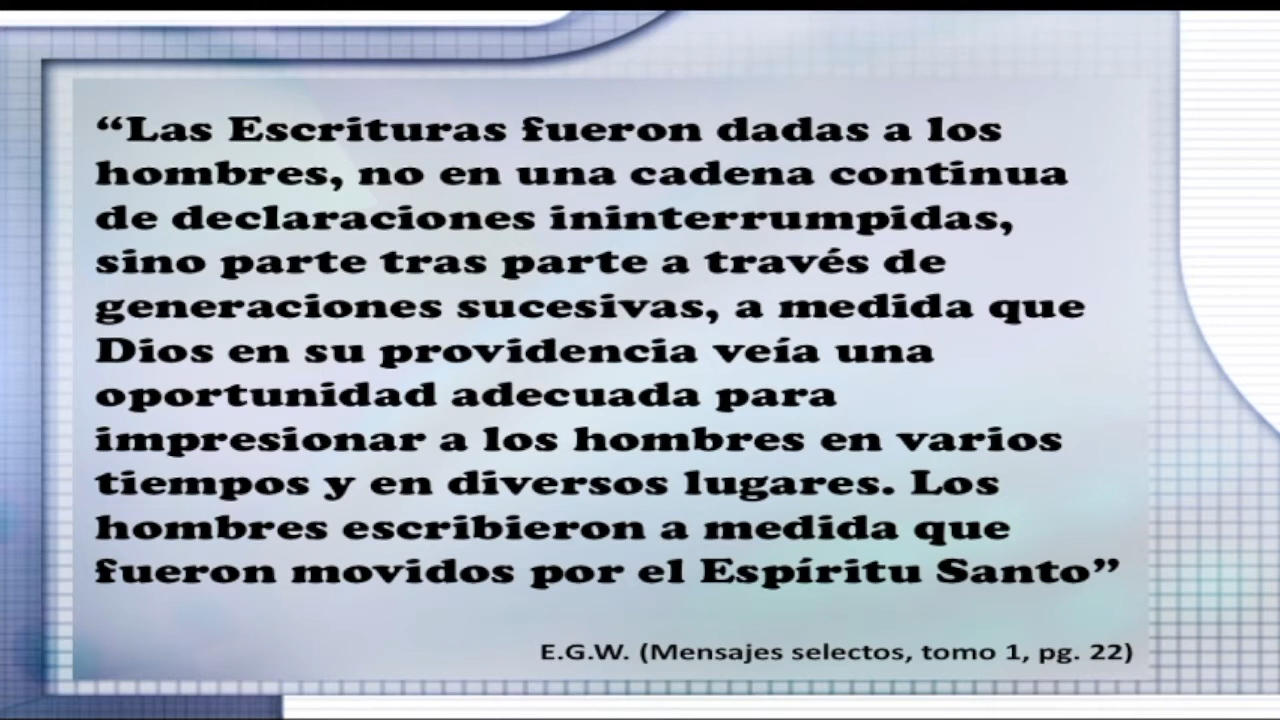 “Las Escrituras fueron dadas a los
hombres, no en una cadena continua
de declaraciones ininterrumpidas,
sino parte tras parte a través de
generaciones sucesivas, a medida que
Dios en su providencia veía una
oportunidad adecuada para
impresionar a los hombres en varios
tiempos y en diversos lugares. Los
hombres escribieron a medida que
fueron movidos por el Espíritu Santo”
E.G.W. (Mensajes selectos, tomo 1, pg. 22)